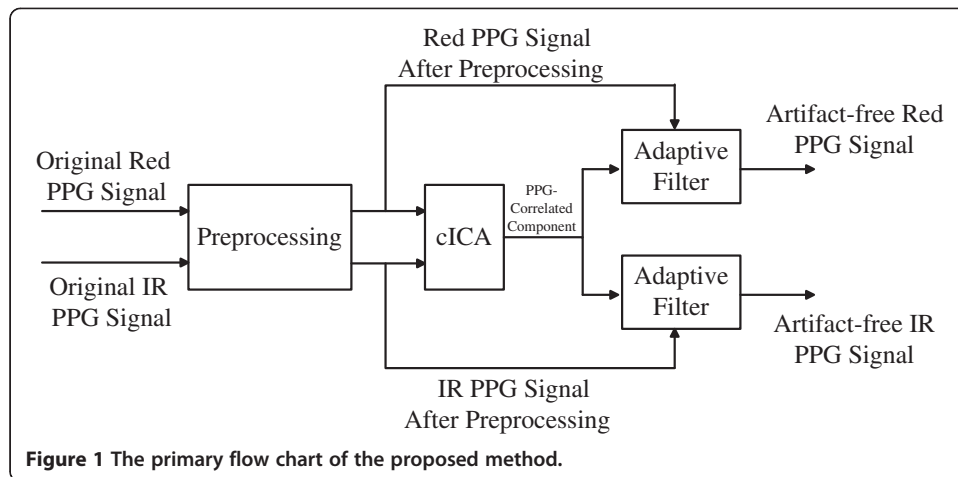 Red PPG Signal
After Preprocessing
Original Red
PPG Signal
Preprocessing
Original IR
PPG Signal
cICA
PPG-
Correlated
Component
Adaptive
Filter
Artifact-free Red
PPG Signal
Adaptive
Filter
Artifact-free IR
PPG Signal
IR PPG Signal
After Preprocessing
Figure 1 The primary flow chart of the proposed method.